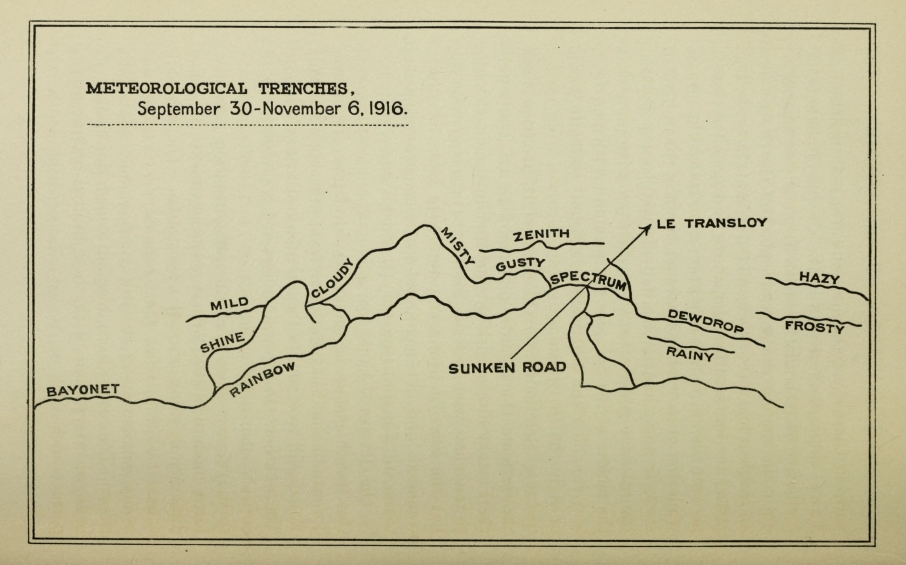 METEOROLOGICAL TRENCHES,
September 30-November 6, 1916.
LE TRANSLOY
ZENITH
MISTY
GUSTY
CLOUDY
SPECTRUM
HAZY
MILD
DEWDROP
FROSTY
SHINE
RAINY
SUNKEN ROAD
RAINBOW
BAYONET